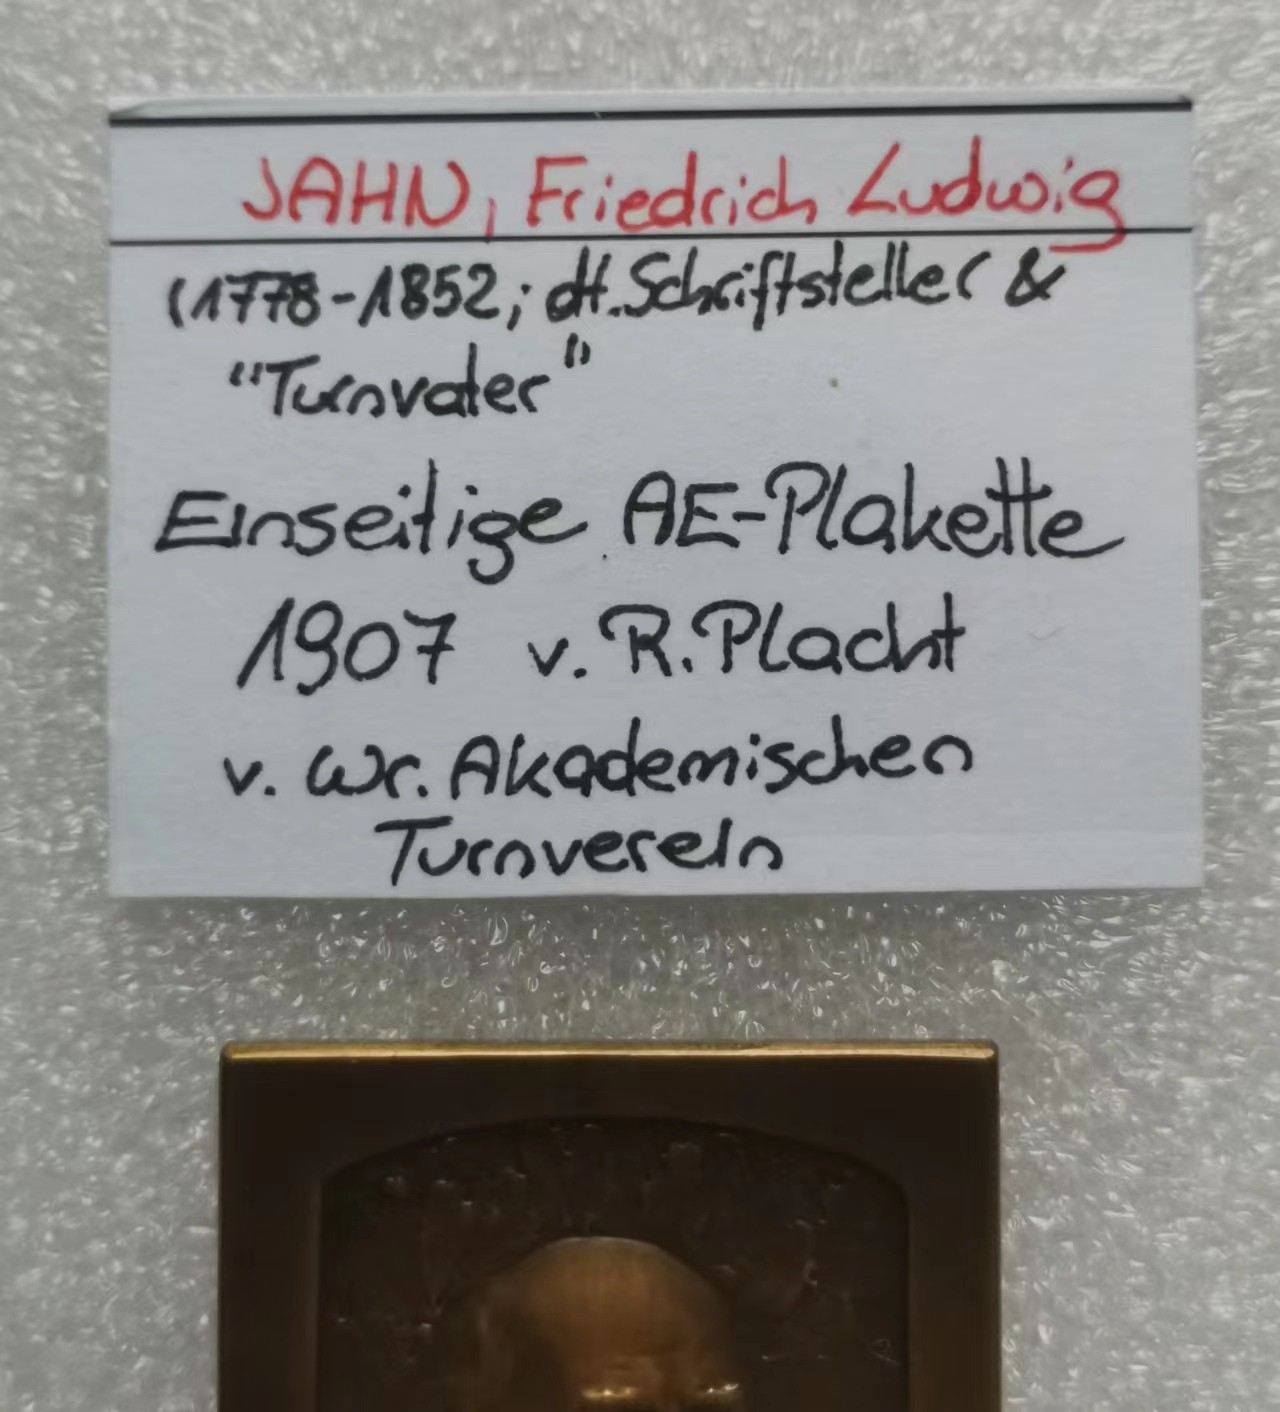 JAHN, Friedrich Ludwig
(1778-1852; dt. Schriftsteller &
"Turnvater"
Einseitige AE-Plakette
1907 v. R. Placht
v. Wr. Akademischen
Turnverein